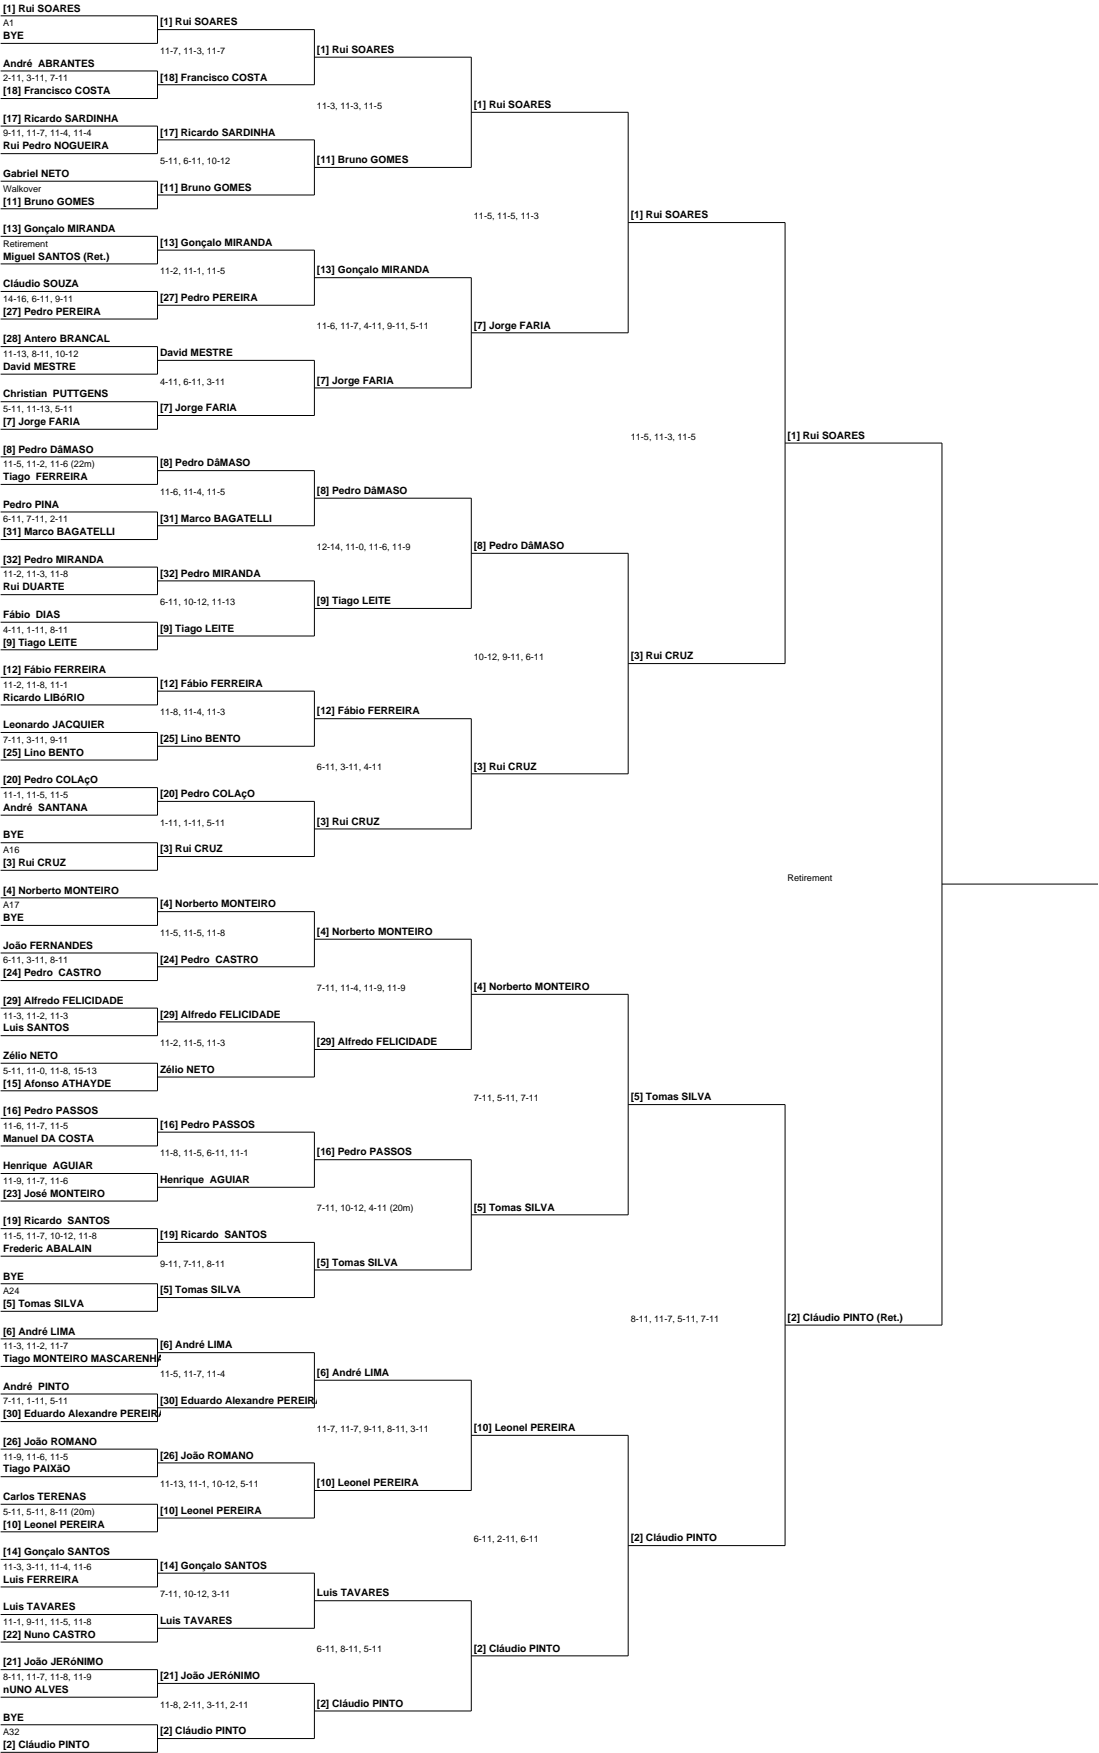 [1] Rui SOARES
A1
BYE
André  ABRANTES
2-11, 3-11, 7-11
[18] Francisco COSTA
[17] Ricardo SARDINHA
9-11, 11-7, 11-4, 11-4
Rui Pedro NOGUEIRA
Gabriel NETO
Walkover
[11] Bruno GOMES
[13] Gonçalo MIRANDA
Retirement
Miguel SANTOS (Ret.)
Cláudio SOUZA
14-16, 6-11, 9-11
[27] Pedro PEREIRA
[28] Antero BRANCAL
11-13, 8-11, 10-12
David MESTRE
Christian  PUTTGENS
5-11, 11-13, 5-11
[7] Jorge FARIA
[8] Pedro DâMASO
11-5, 11-2, 11-6 (22m)
Tiago  FERREIRA
Pedro PINA
6-11, 7-11, 2-11
[31] Marco BAGATELLI
[32] Pedro MIRANDA
11-2, 11-3, 11-8
Rui DUARTE
Fábio  DIAS
4-11, 1-11, 8-11
[9] Tiago LEITE
[12] Fábio FERREIRA
11-2, 11-8, 11-1
Ricardo LIBóRIO
Leonardo JACQUIER
7-11, 3-11, 9-11
[25] Lino BENTO
[20] Pedro COLAçO
11-1, 11-5, 11-5
André  SANTANA
BYE
A16
[3] Rui CRUZ
[4] Norberto MONTEIRO
A17
BYE
João FERNANDES
6-11, 3-11, 8-11
[24] Pedro  CASTRO
[29] Alfredo FELICIDADE
11-3, 11-2, 11-3
Luis SANTOS
Zélio NETO
5-11, 11-0, 11-8, 15-13
[15] Afonso ATHAYDE
[16] Pedro PASSOS
11-6, 11-7, 11-5
Manuel DA COSTA
Henrique  AGUIAR
11-9, 11-7, 11-6
[23] José MONTEIRO
[19] Ricardo  SANTOS
11-5, 11-7, 10-12, 11-8
Frederic ABALAIN
BYE
A24
[5] Tomas SILVA
[6] André LIMA
11-3, 11-2, 11-7
Tiago MONTEIRO MASCARENH
André  PINTO
7-11, 1-11, 5-11
[30] Eduardo Alexandre PEREIR
[26] João ROMANO
11-9, 11-6, 11-5
Tiago PAIXãO
Carlos TERENAS
5-11, 5-11, 8-11 (20m)
[10] Leonel PEREIRA
[14] Gonçalo SANTOS
11-3, 3-11, 11-4, 11-6
Luis FERREIRA
Luis TAVARES
11-1, 9-11, 11-5, 11-8
[22] Nuno CASTRO
[21] João JERóNIMO
8-11, 11-7, 11-8, 11-9
nUNO ALVES
BYE
A32
[2] Cláudio PINTO
[1] Rui SOARES
11-7, 11-3, 11-7
[18] Francisco COSTA
[17] Ricardo SARDINHA
5-11, 6-11, 10-12
[11] Bruno GOMES
[13] Gonçalo MIRANDA
11-2, 11-1, 11-5
[27] Pedro PEREIRA
David MESTRE
4-11, 6-11, 3-11
[7] Jorge FARIA
[8] Pedro DâMASO
11-6, 11-4, 11-5
[31] Marco BAGATELLI
[32] Pedro MIRANDA
6-11, 10-12, 11-13
[9] Tiago LEITE
[12] Fábio FERREIRA
11-8, 11-4, 11-3
[25] Lino BENTO
[20] Pedro COLAçO
1-11, 1-11, 5-11
[3] Rui CRUZ
[4] Norberto MONTEIRO
11-5, 11-5, 11-8
[24] Pedro  CASTRO
[29] Alfredo FELICIDADE
11-2, 11-5, 11-3
Zélio NETO
[16] Pedro PASSOS
11-8, 11-5, 6-11, 11-1
Henrique  AGUIAR
[19] Ricardo  SANTOS
9-11, 7-11, 8-11
[5] Tomas SILVA
[6] André LIMA
11-5, 11-7, 11-4
[30] Eduardo Alexandre PEREIR
[26] João ROMANO
11-13, 11-1, 10-12, 5-11
[10] Leonel PEREIRA
[14] Gonçalo SANTOS
7-11, 10-12, 3-11
Luis TAVARES
[21] João JERóNIMO
11-8, 2-11, 3-11, 2-11
[2] Cláudio PINTO
[1] Rui SOARES
11-3, 11-3, 11-5
[11] Bruno GOMES
[13] Gonçalo MIRANDA
11-6, 11-7, 4-11, 9-11, 5-11
[7] Jorge FARIA
[8] Pedro DâMASO
12-14, 11-0, 11-6, 11-9
[9] Tiago LEITE
[12] Fábio FERREIRA
6-11, 3-11, 4-11
[3] Rui CRUZ
[4] Norberto MONTEIRO
7-11, 11-4, 11-9, 11-9
[29] Alfredo FELICIDADE
[16] Pedro PASSOS
7-11, 10-12, 4-11 (20m)
[5] Tomas SILVA
[6] André LIMA
11-7, 11-7, 9-11, 8-11, 3-11
[10] Leonel PEREIRA
Luis TAVARES
6-11, 8-11, 5-11
[2] Cláudio PINTO
[1] Rui SOARES
11-5, 11-5, 11-3
[7] Jorge FARIA
[8] Pedro DâMASO
10-12, 9-11, 6-11
[3] Rui CRUZ
[4] Norberto MONTEIRO
7-11, 5-11, 7-11
[5] Tomas SILVA
[10] Leonel PEREIRA
6-11, 2-11, 6-11
[2] Cláudio PINTO
[1] Rui SOARES
11-5, 11-3, 11-5
[3] Rui CRUZ
[5] Tomas SILVA
8-11, 11-7, 5-11, 7-11
[2] Cláudio PINTO
[1] Rui SOARES
Retirement
[2] Cláudio PINTO (Ret.)